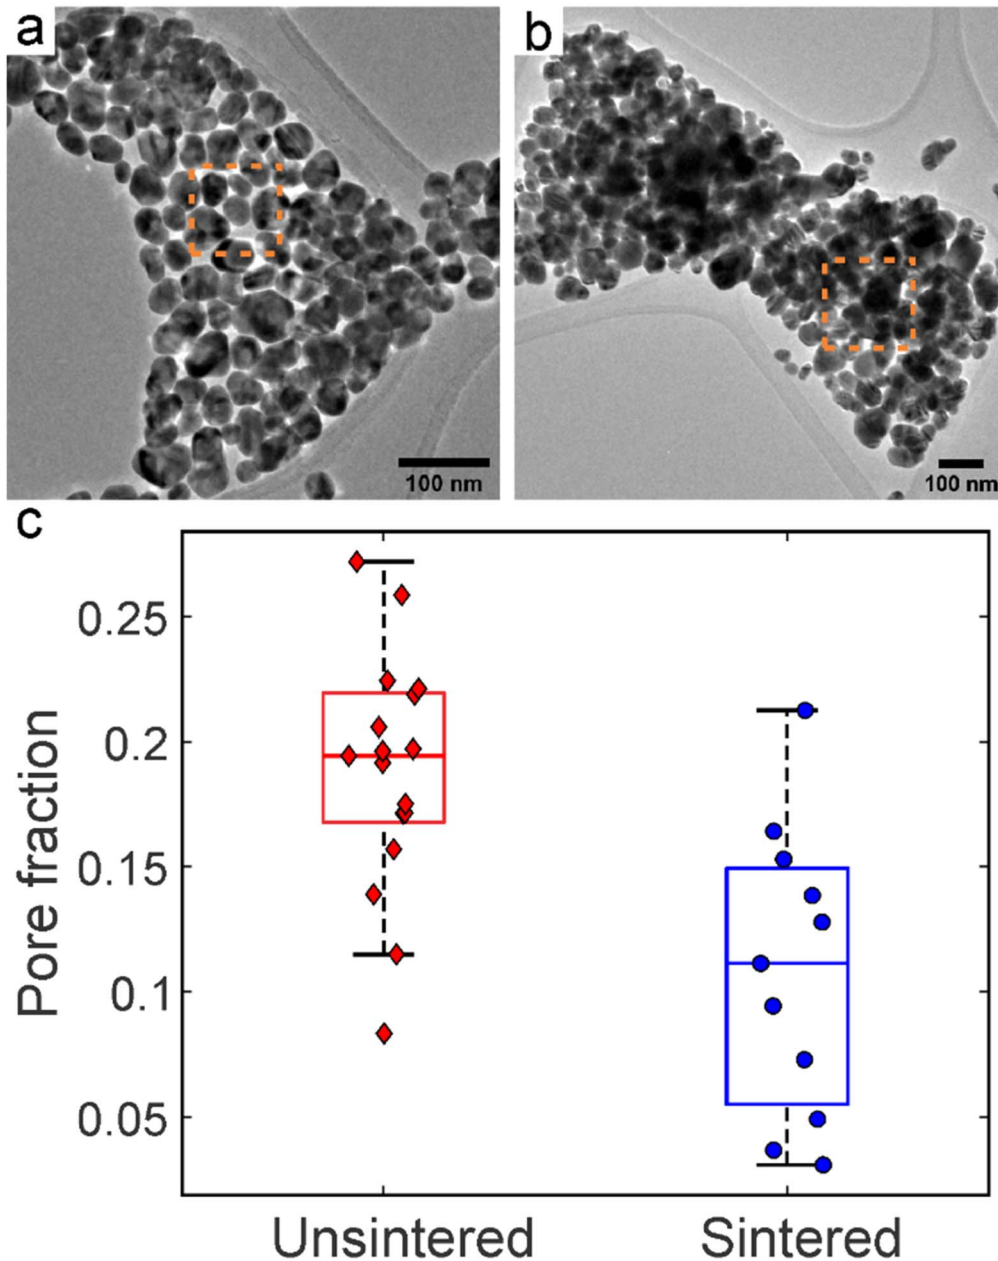 a
b
100 nm
100 nm
c
0.25
0.2
0.15
0.1
0.05
Pore fraction
Unsintered
Sintered